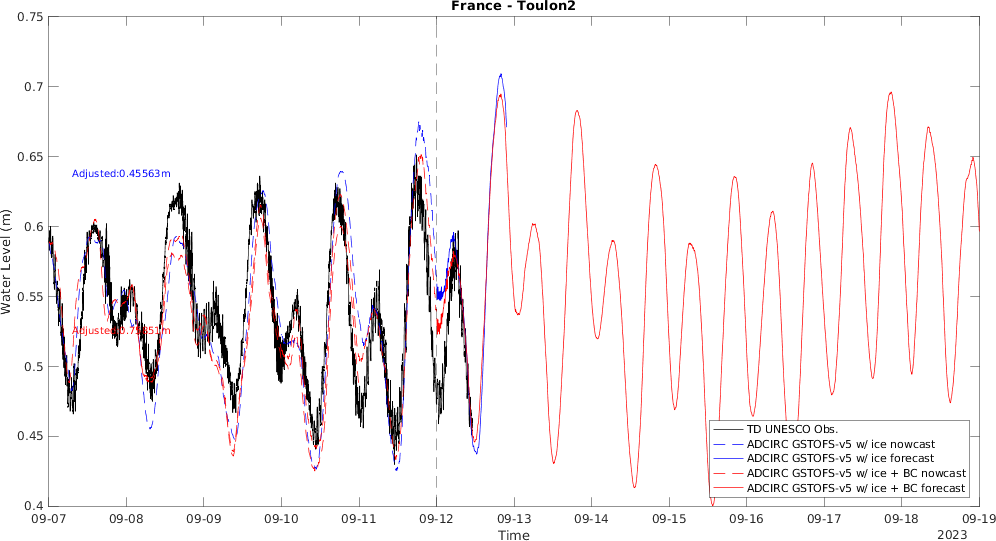 France - Toulon2
0.75
0.7
0.65
0.6
0.55
0.5
0.45
0.4
Water Level (m)
Adjusted:0.45563m
09-07
09-08
09-09
09-10
09-11
09-12
09-13
09-14
09-15
09-16
09-17
09-18
09-19
Time
2023
TD UNESCO Obs.
ADCIRC GSTOFS-v5 w/ ice nowcast
ADCIRC GSTOFS-v5 w/ ice forecast
ADCIRC GSTOFS-v5 w/ ice + BC nowcast
ADCIRC GSTOFS-v5 w/ ice + BC forecast